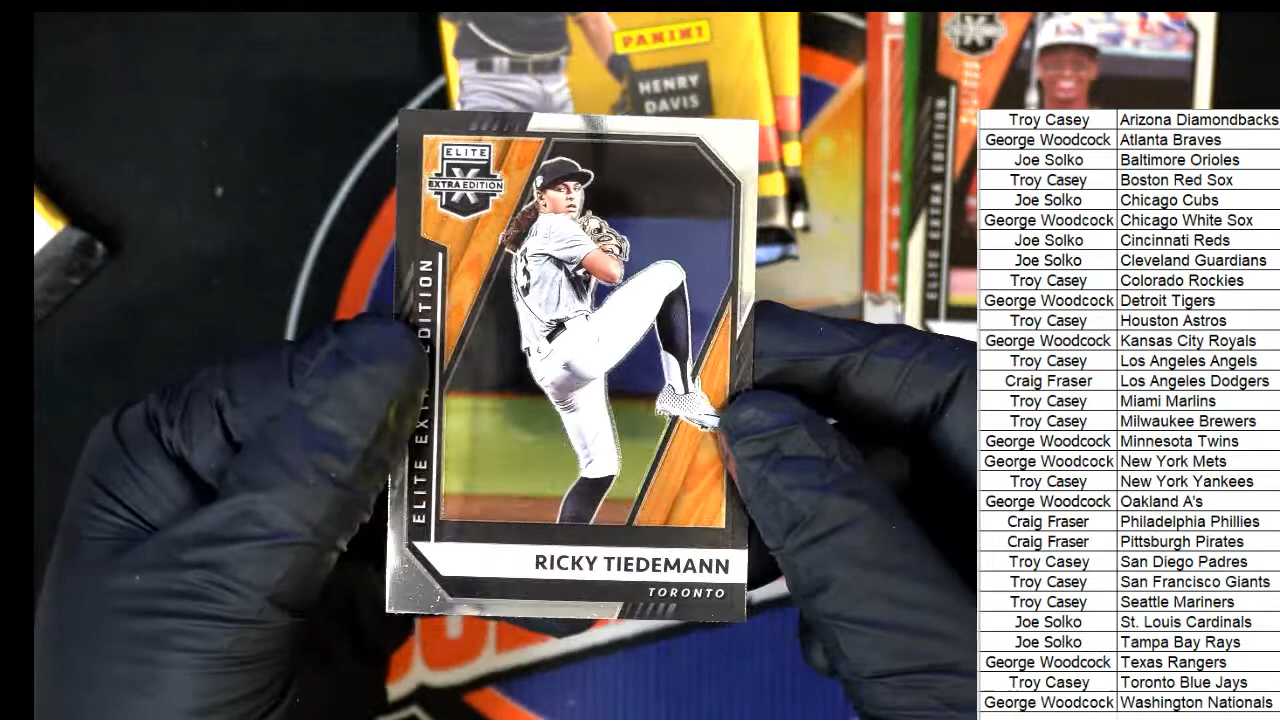 PANINI
HENRY
DAVIS
ELITE
X
EXTRA EDITION
ELITE EXTRA EDITION
13
RICKY TIEDEMANN
TORONTO
ELITE EXTRA EDITION
Troy Casey Arizona Diamondbacks
George Woodcock Atlanta Braves
Joe Solko Baltimore Orioles
Troy Casey Boston Red Sox
Joe Solko Chicago Cubs
George Woodcock Chicago White Sox
Joe Solko Cincinnati Reds
Joe Solko Cleveland Guardians
Troy Casey Colorado Rockies
George Woodcock Detroit Tigers
Troy Casey Houston Astros
George Woodcock Kansas City Royals
Troy Casey Los Angeles Angels
Craig Fraser Los Angeles Dodgers
Troy Casey Miami Marlins
Troy Casey Milwaukee Brewers
George Woodcock Minnesota Twins
George Woodcock New York Mets
Troy Casey New York Yankees
George Woodcock Oakland A's
Craig Fraser Philadelphia Phillies
Craig Fraser Pittsburgh Pirates
Troy Casey San Diego Padres
Troy Casey San Francisco Giants
Troy Casey Seattle Mariners
Joe Solko St. Louis Cardinals
Joe Solko Tampa Bay Rays
George Woodcock Texas Rangers
Troy Casey Toronto Blue Jays
George Woodcock Washington Nationals